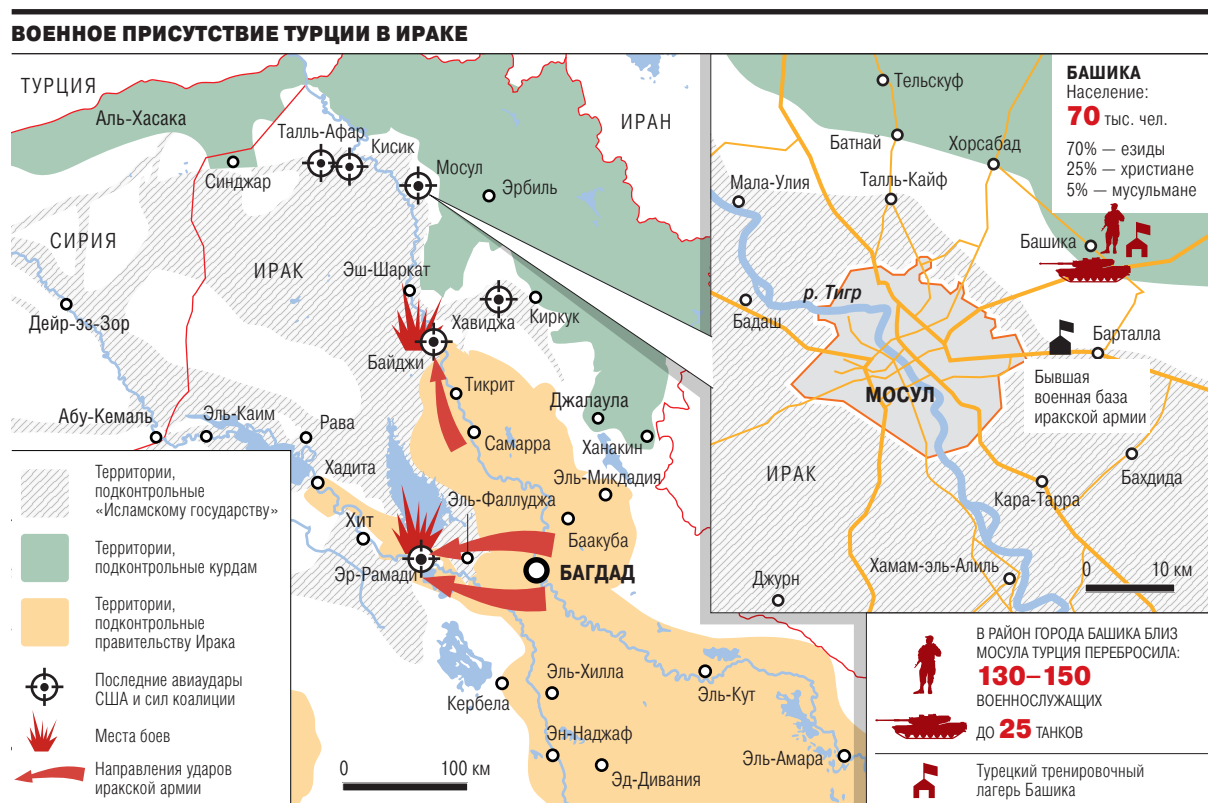 ВОЕННОЕ ПРИСУТСТВИЕ ТУРЦИИ В ИРАКЕ
ТУРЦИЯ
Аль-Хасака
Талль-Афар
Кисик
Мосул
ИРАН
Синджар
Эрбиль
СИРИЯ
ИРАК
Эш-Шаркат
Дейр-эз-Зор
Хавиджа
Киркук
Байджи
Тикрит
Джалаула
Абу-Кемаль
Эль-Каим
Рава
Самарра
Ханакин
Хадита
Эль-Микдадия
Эль-Фаллуджа
Хит
Баакуба
Эр-Рамади
БАГДАД
Эль-Хилла
Кербела
Эль-Кут
Эн-Наджаф
Эд-Дивания
Эль-Амара
0 100 км
Территории,
подконтрольные
«Исламскому государству»
Территории,
подконтрольные курдам
Территории,
подконтрольные
правительству Ирака
Последние авиаудары
США и сил коалиции
Места боев
Направления ударов
иракской армии
Тельскуф
Батнай
Хорсабад
Мала-Улия
Талль-Кайф
Башика
р. Тигр
Бадаш
Барталла
МОСУЛ
Бывшая
военная база
иракской армии
ИРАК
Бахдида
Кара-Тарра
Хамам-эль-Алиль
Джурн
0 10 км
БАШИКА
Население:
70 тыс. чел.
70% — езиды
25% — христиане
5% — мусульмане
В РАЙОН ГОРОДА БАШИКА БЛИЗ
МОСУЛА ТУРЦИЯ ПЕРЕБРОСИЛА:
130–150
ВОЕННОСЛУЖАЩИХ
ДО 25 ТАНКОВ
Турецкий тренировочный
лагерь Башика